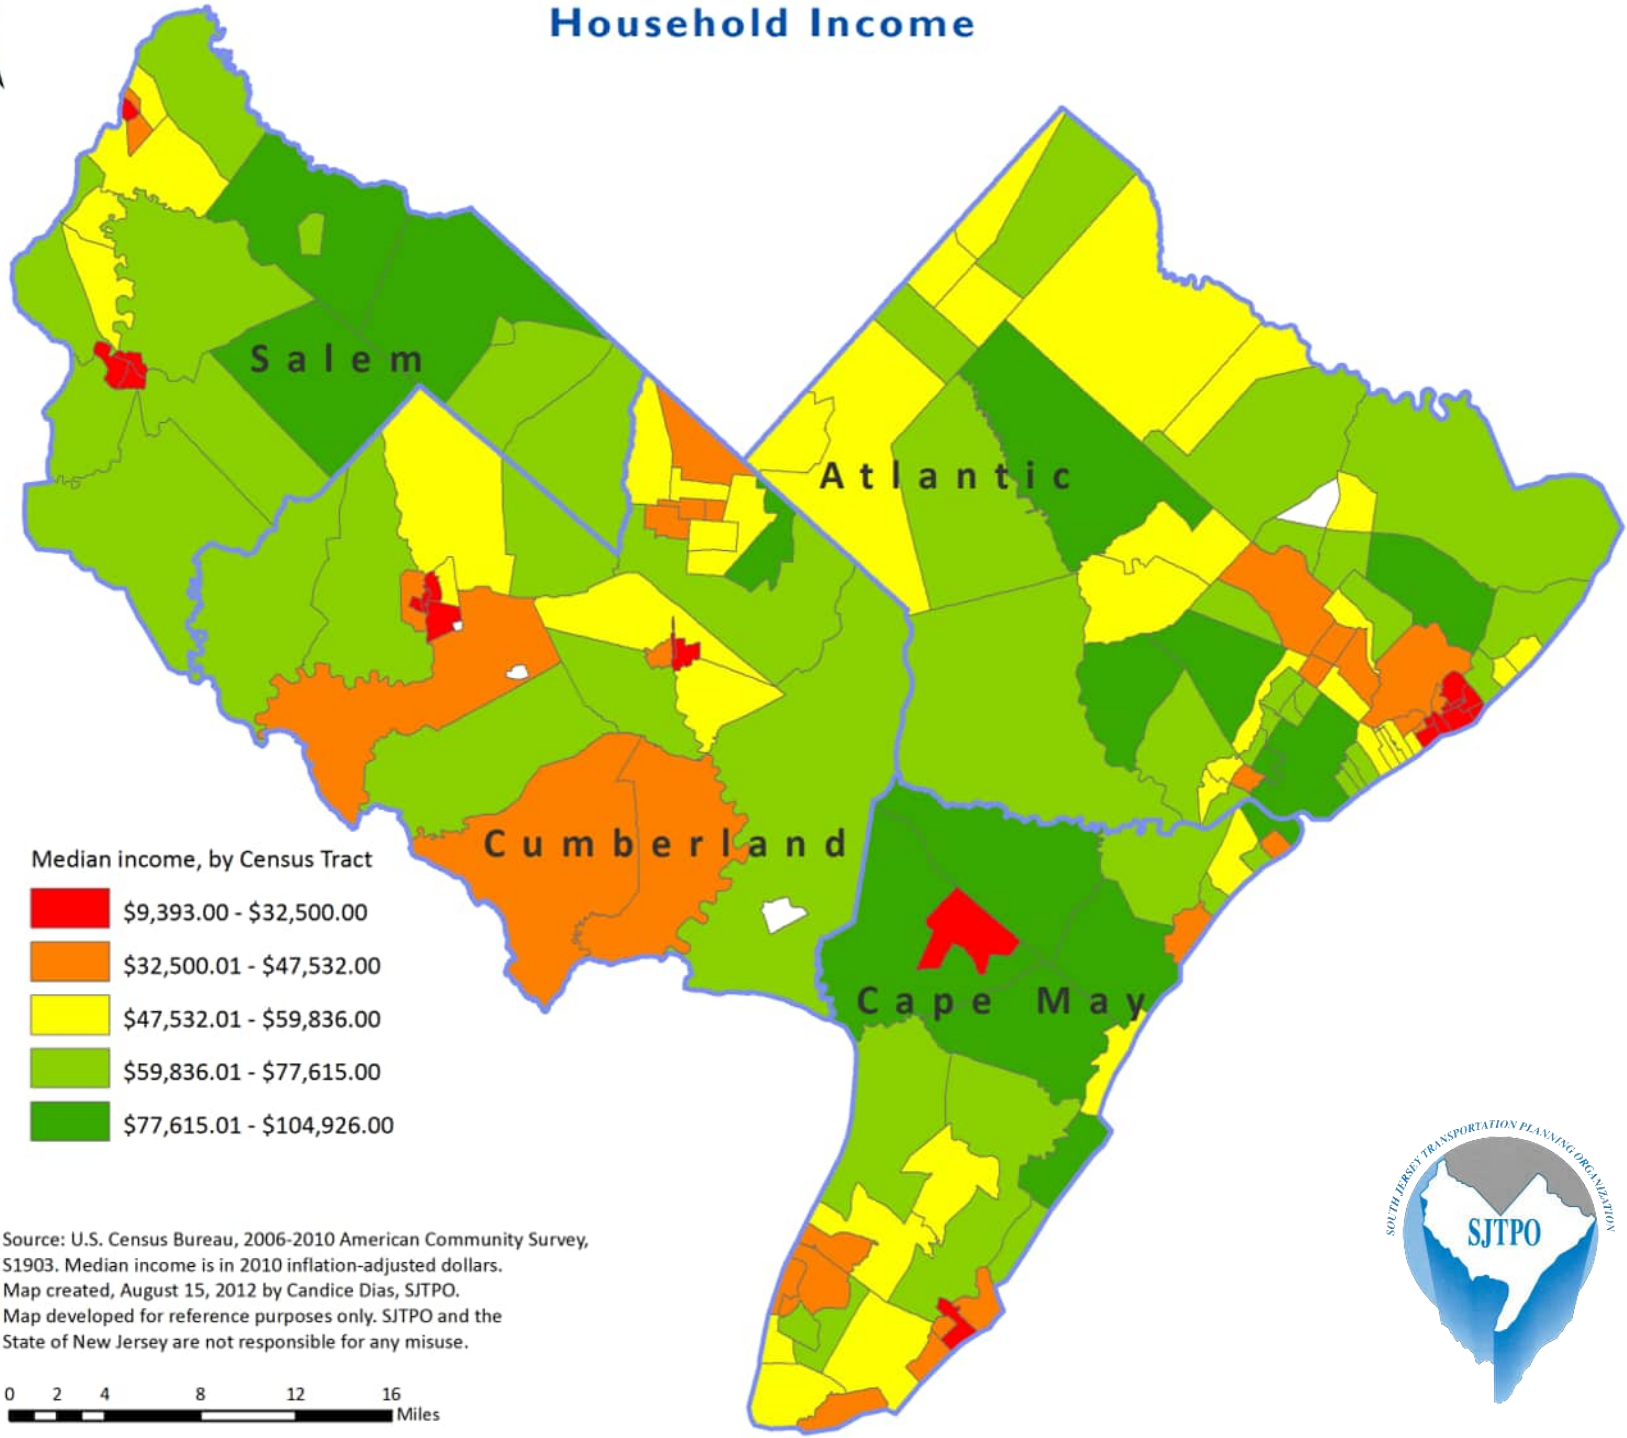 Household Income
Salem
Atlantic
Cumberland
Cape May
Median income, by Census Tract
$9,393.00 - $32,500.00
$32,500.01 - $47,532.00
$47,532.01 - $59,836.00
$59,836.01 - $77,615.00
$77,615.01 - $104,926.00
Source: U.S. Census Bureau, 2006-2010 American Community Survey,
S1903. Median income is in 2010 inflation-adjusted dollars.
Map created, August 15, 2012 by Candice Dias, SJTPO.
Map developed for reference purposes only. SJTPO and the
State of New Jersey are not responsible for any misuse.
0 2 4 8 12 16
Miles
SOUTH JERSEY TRANSPORTATION PLANNING ORGANIZATION
SJTPO